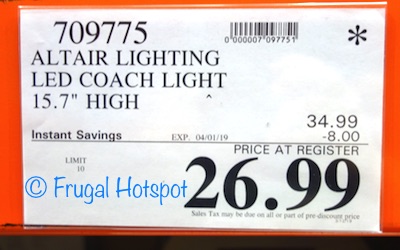 709775
0000007097751
*
ALTAIR LIGHTING
LED COACH LIGHT
15.7" HIGH
34.99
Instant Savings EXP. 04/01/19 -8.00
PRICE AT REGISTER
LIMIT
10
26.99
© Frugal Hotspot
Sales Tax may be due on all or part of pre-discount price